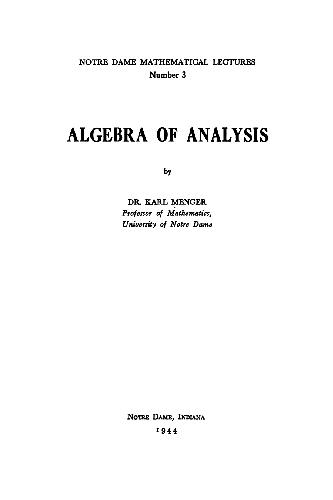 NOTRE DAME MATHEMATICAL LECTURES
Number 3
ALGEBRA OF ANALYSIS
by
DR. KARL MENGER
Professor of Mathematics,
University of Notre Dame
NOTRE DAME, INDIANA
1944